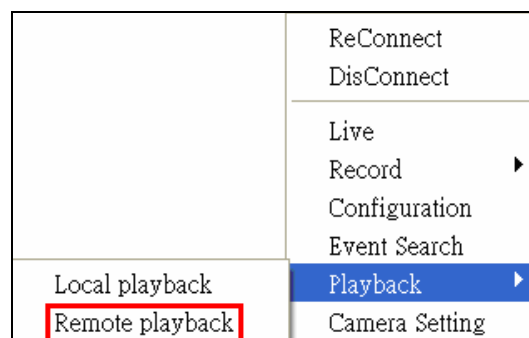 ReConnect
DisConnect
Live
Record
Configuration
Event Search
Playback
Local playback
Remote playback
Camera Setting